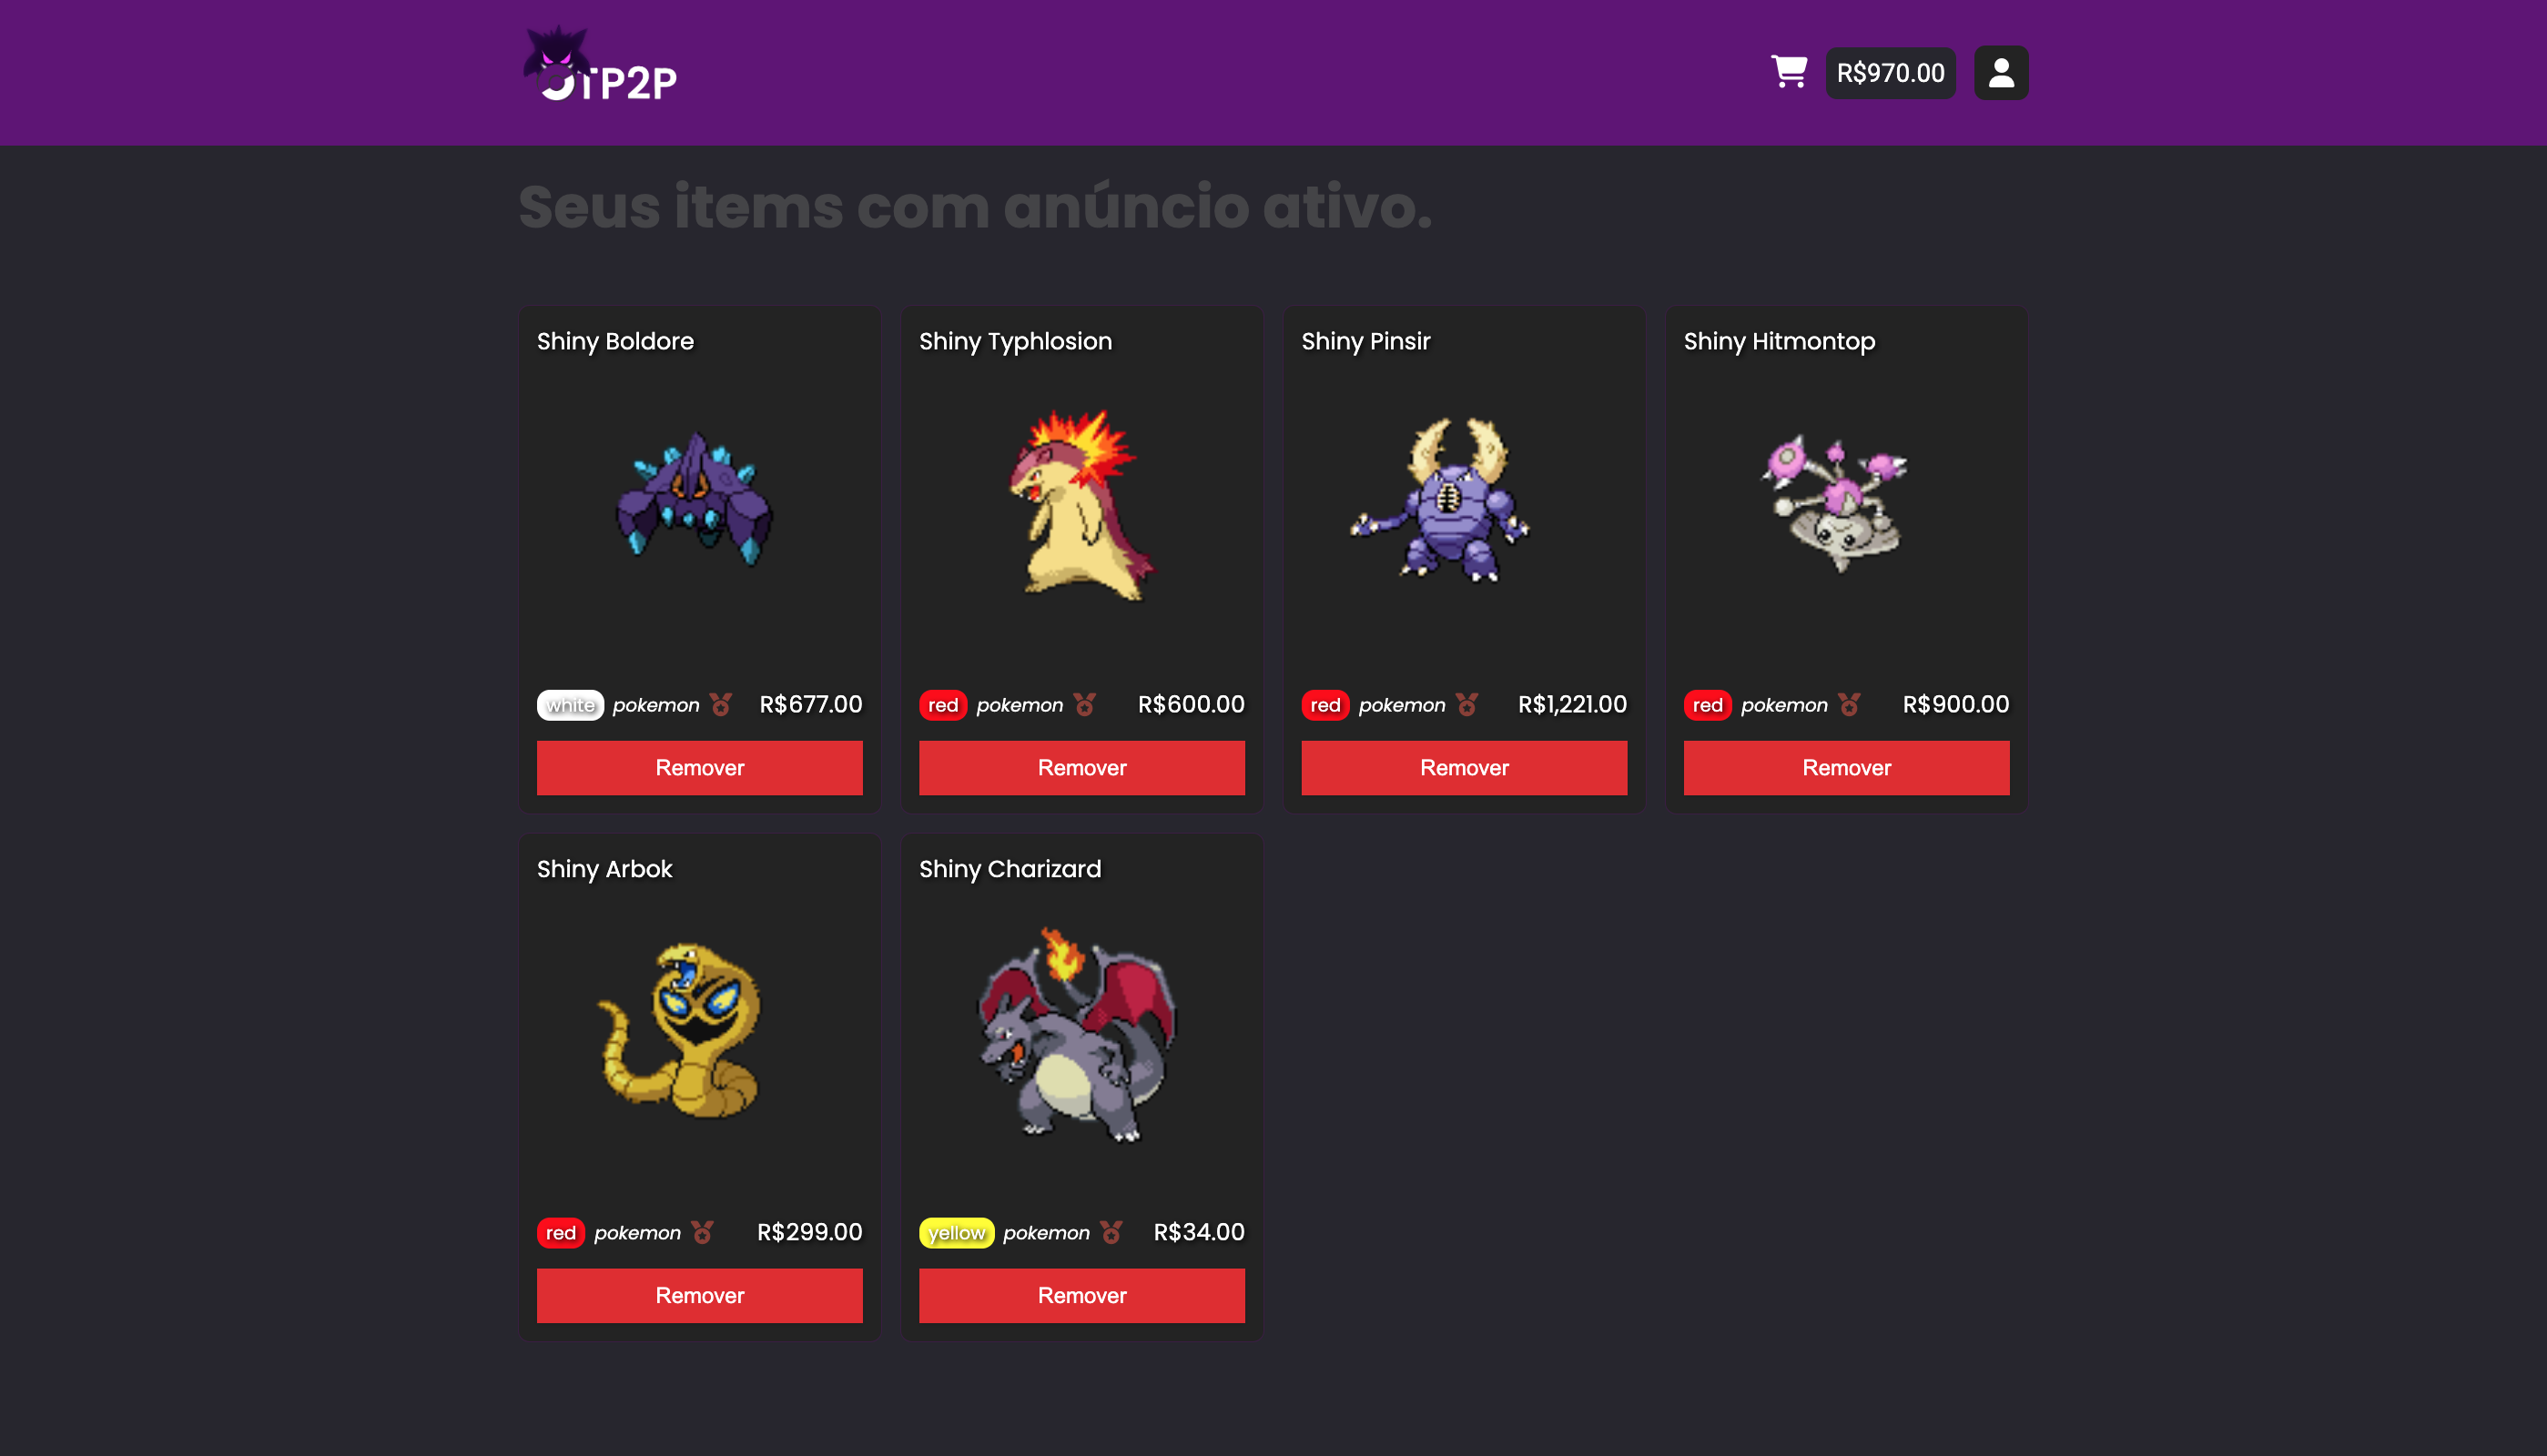 OTP2P
R$970.00
Seus items com anúncio ativo.
Shiny Boldore
Shiny Typhlosion
Shiny Pinsir
Shiny Hitmontop
white pokemon R$677.00
red pokemon R$600.00
red pokemon R$1,221.00
red pokemon R$900.00
Remover
Remover
Remover
Remover
Shiny Arbok
Shiny Charizard
red pokemon R$299.00
yellow pokemon R$34.00
Remover
Remover